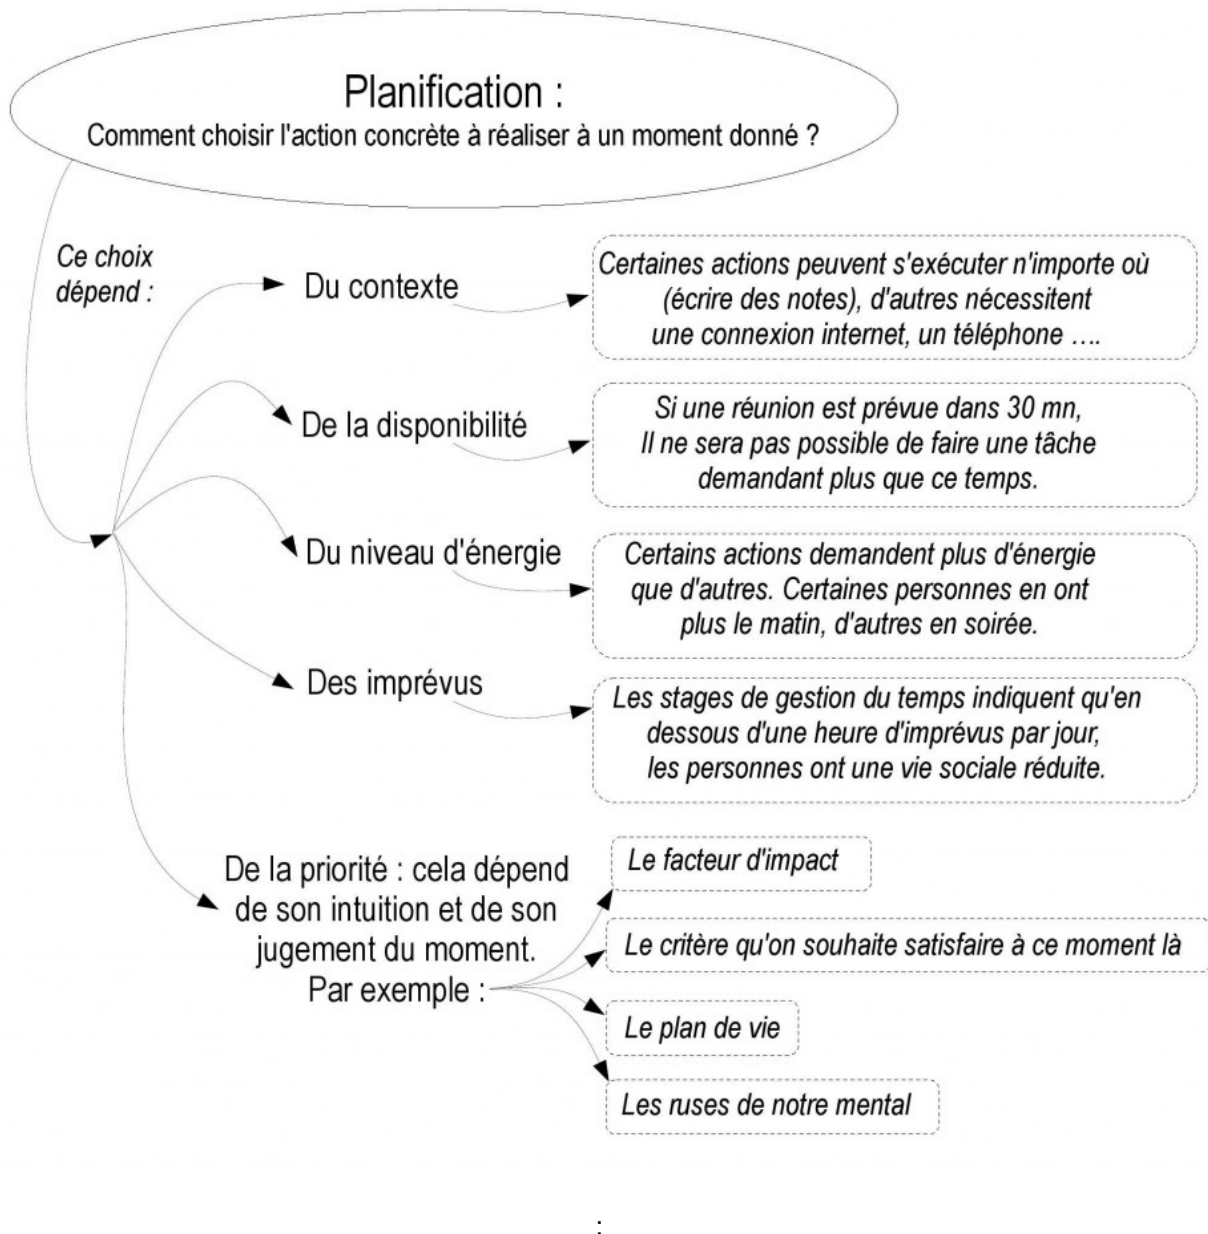 Planification :
Comment choisir l'action concrète à réaliser à un moment donné ?
Ce choix
dépend :
Du contexte
Certaines actions peuvent s'exécuter n'importe où
(écrire des notes), d'autres nécessitent
une connexion internet, un téléphone ….
De la disponibilité
Si une réunion est prévue dans 30 mn,
Il ne sera pas possible de faire une tâche
demandant plus que ce temps.
Du niveau d'énergie
Certains actions demandent plus d'énergie
que d'autres. Certaines personnes en ont
plus le matin, d'autres en soirée.
Des imprévus
Les stages de gestion du temps indiquent qu'en
dessous d'une heure d'imprévus par jour,
les personnes ont une vie sociale réduite.
De la priorité : cela dépend
de son intuition et de son
jugement du moment.
Par exemple :
Le facteur d'impact
Le critère qu'on souhaite satisfaire à ce moment là
Le plan de vie
Les ruses de notre mental
: